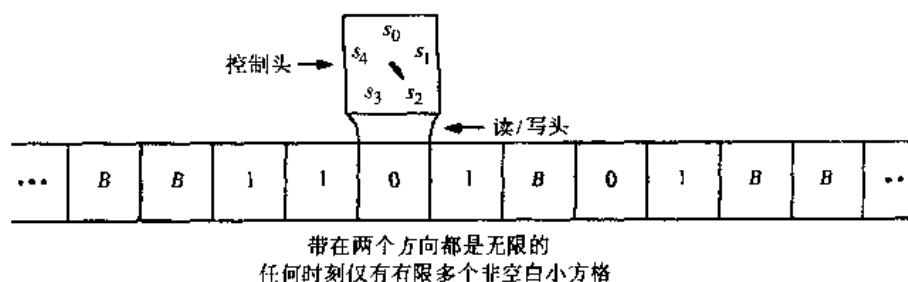 s₀
s₄ s₁
控制头
s₃ s₂
读/写头
… B B 1 1 0 1 B 0 1 B B ..
带在两个方向都是无限的
任何时刻仅有有限多个非空白小方格